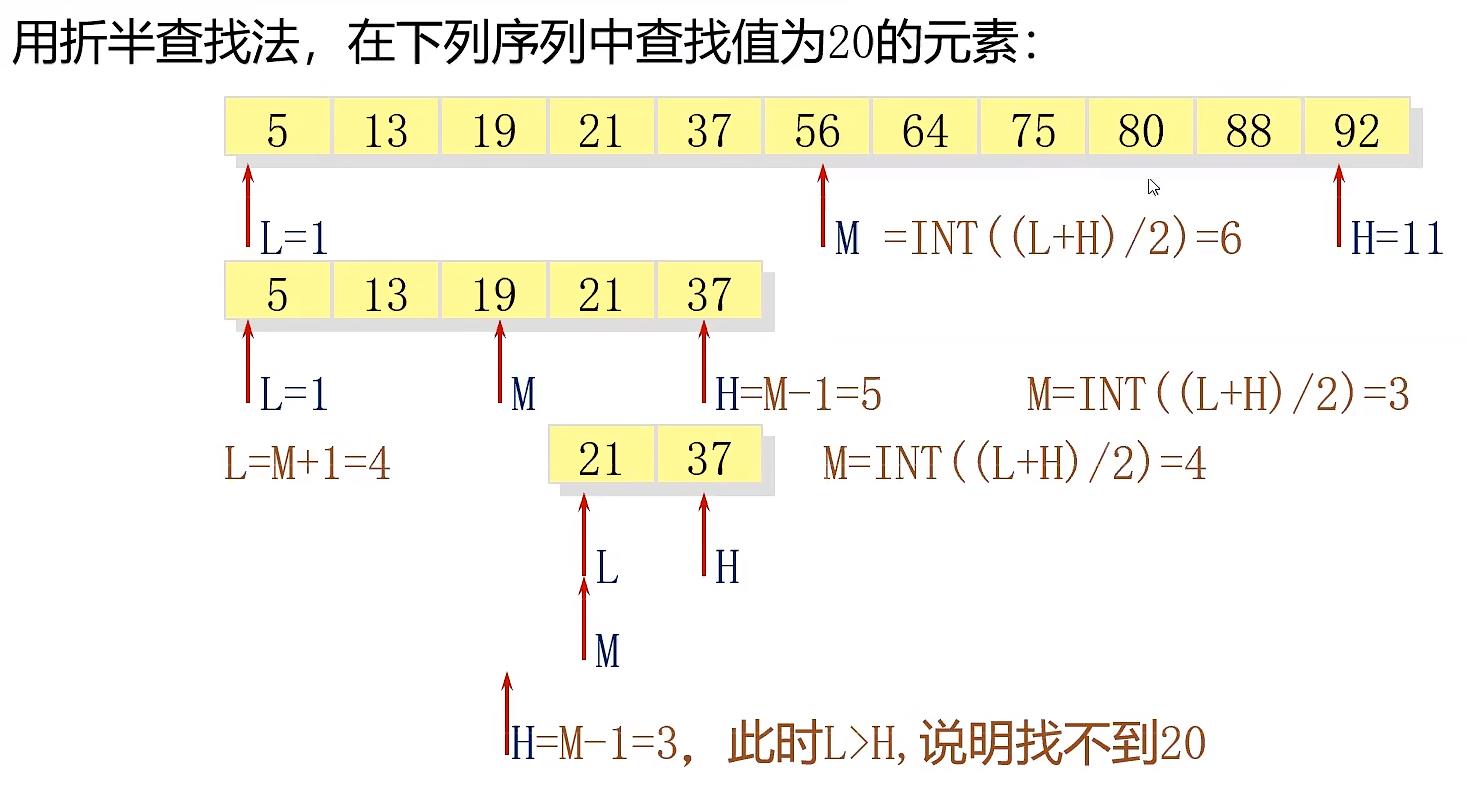 用折半查找法，在下列序列中查找值为20的元素：
5 13 19 21 37 56 64 75 80 88 92
L=1 M =INT((L+H)/2)=6 H=11
5 13 19 21 37
L=1 M H=M-1=5 M=INT((L+H)/2)=3
L=M+1=4 21 37 M=INT((L+H)/2)=4
L H
M
H=M-1=3，此时L>H,说明找不到20